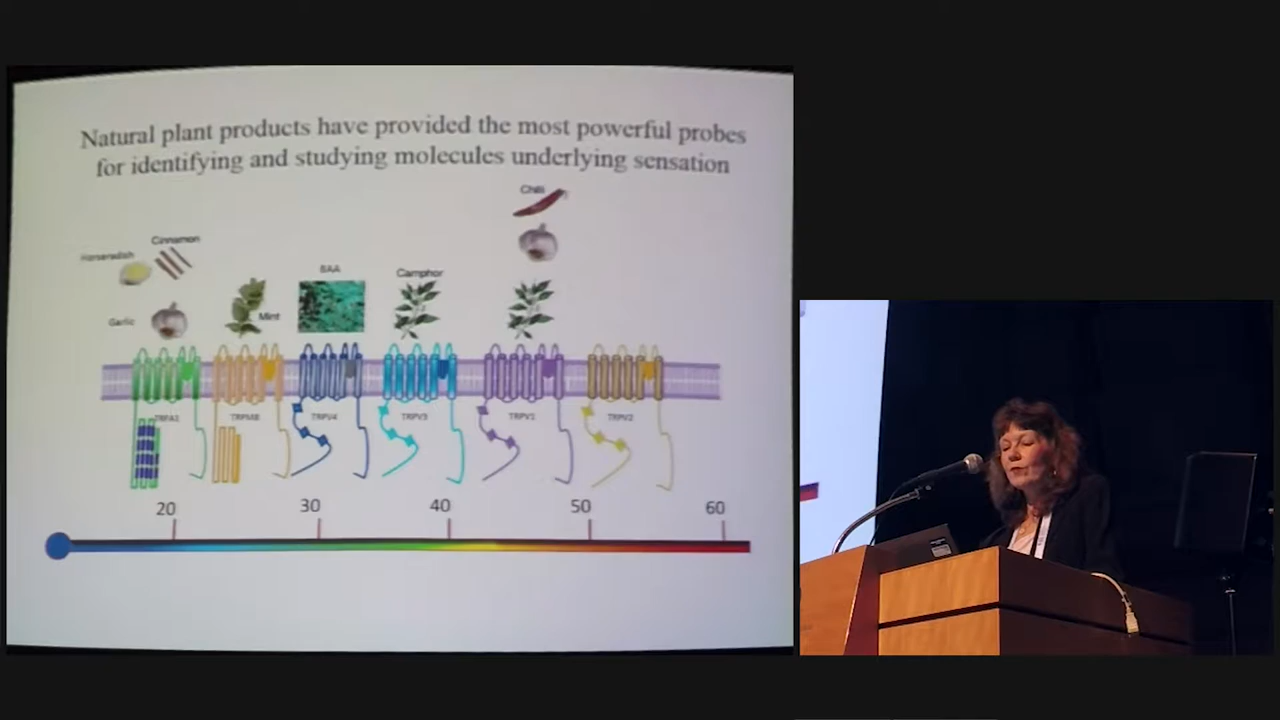 Natural plant products have provided the most powerful probes
for identifying and studying molecules underlying sensation
Chili
Cinnamon
Horseradish
BAA
Camphor
Garlic
Mint
TRPA1
TRPM8
TRPV4
TRPV3
TRPV1
TRPV2
20
30
40
50
60